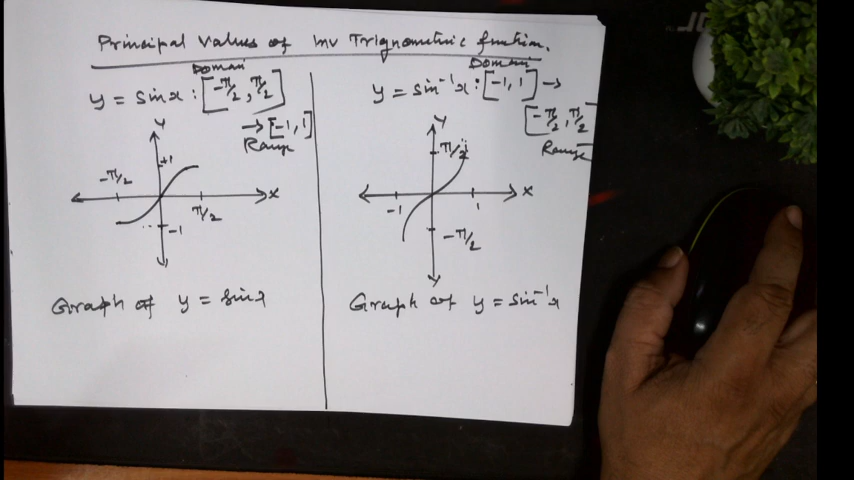 Principal Values of Inv Trignometric function.
Domain
y = sin x : [-π/2, π/2]
→ [-1, 1]
Range
Y
+1
-π/2
X
π/2
-1
Graph of y = sin x
Domain
y = sin⁻¹x : [-1, 1] →
[-π/2, π/2
Range
Y
π/2
X
-1
1
-π/2
Y
Graph of y = sin⁻¹x